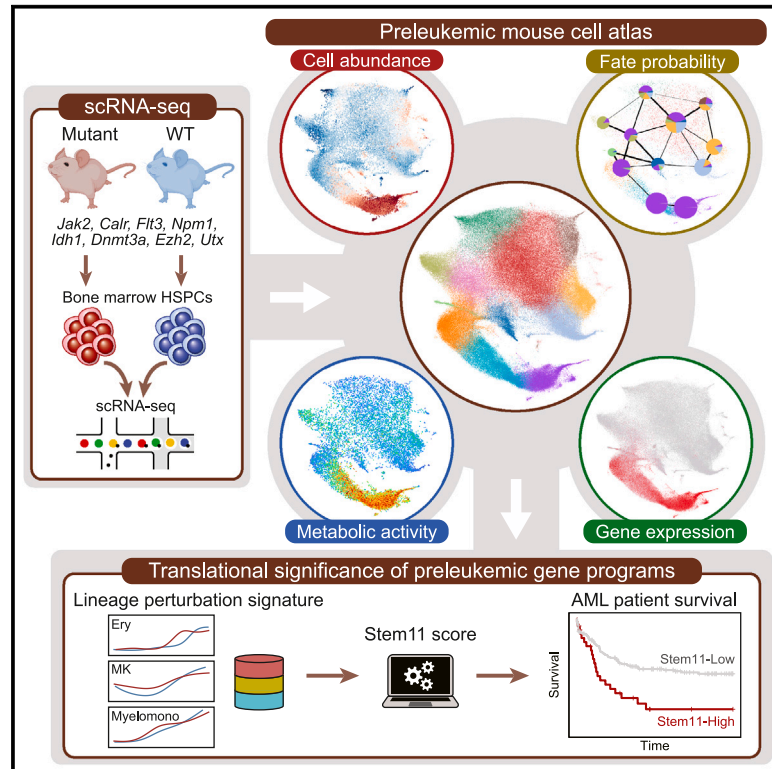 Preleukemic mouse cell atlas
Cell abundance
Fate probability
scRNA-seq
Mutant
WT
Jak2, Calr, Flt3, Npm1,
Idh1, Dnmt3a, Ezh2, Utx
Bone marrow HSPCs
scRNA-seq
Metabolic activity
Gene expression
Translational significance of preleukemic gene programs
Lineage perturbation signature
Ery
MK
Myelomono
Stem11 score
AML patient survival
Survival
Stem11-Low
Stem11-High
Time